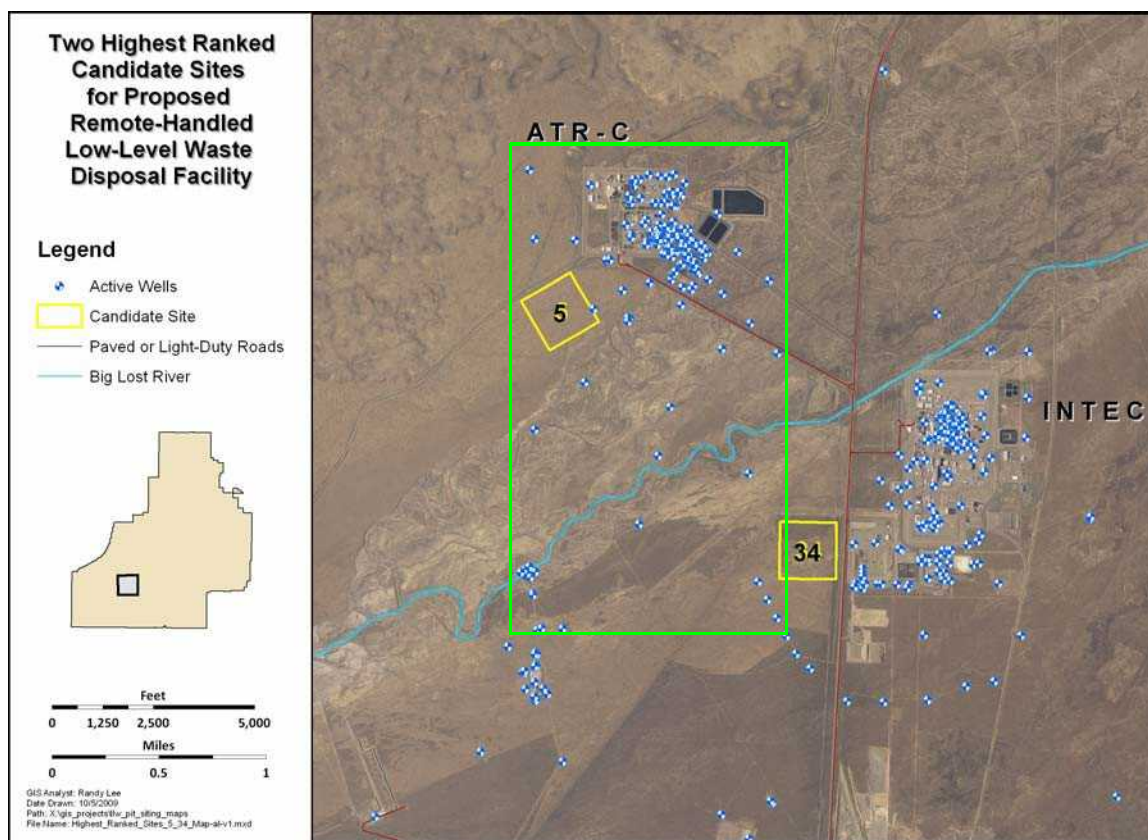 Two Highest Ranked
Candidate Sites
for Proposed
Remote-Handled
Low-Level Waste
Disposal Facility
Legend
Active Wells
Candidate Site
Paved or Light-Duty Roads
Big Lost River
Feet
0 1,250 2,500 5,000
Miles
0 0.5 1
GIS Analyst: Randy Lee
Date Drawn: 10/5/2009
Path: X:\gis_projects\llw_pit_siting_maps
File Name: Highest_Ranked_Sites_5_34_Map-al-v1.mxd
ATR-C
5
INTEC
34